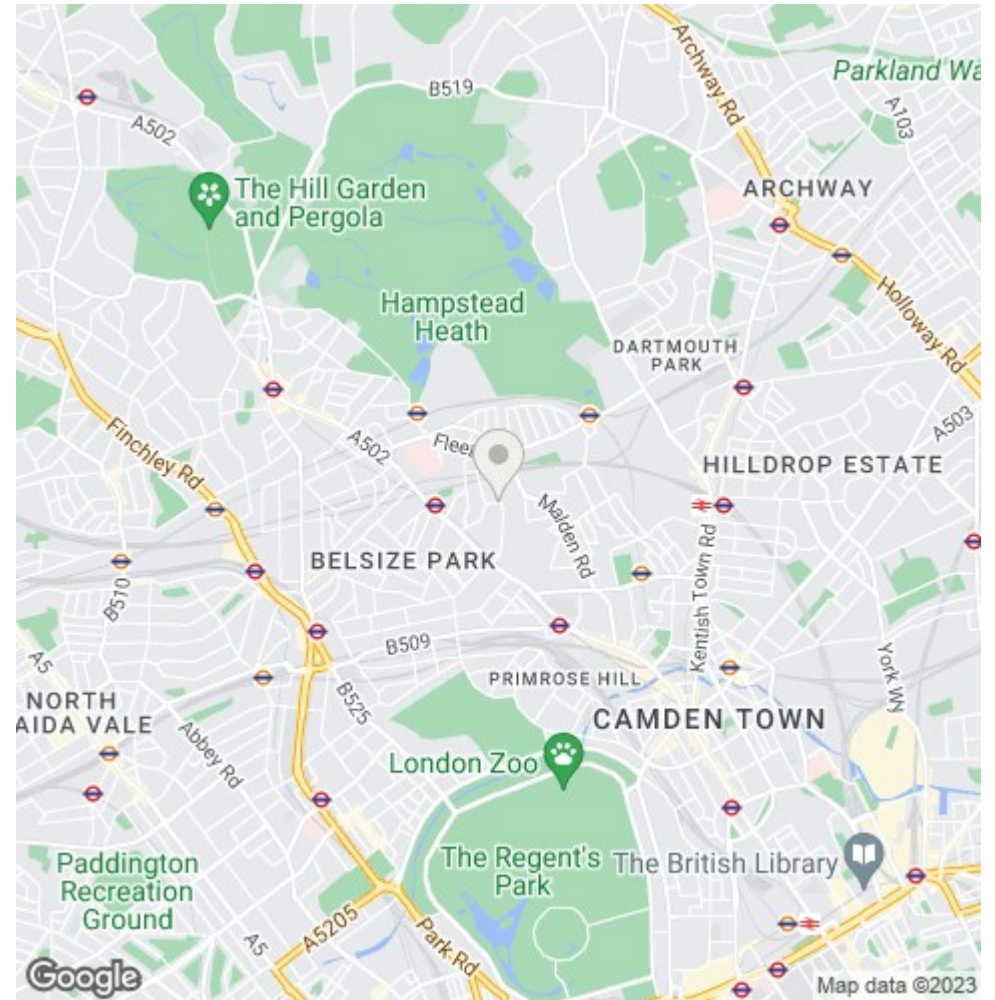 B519
Archway Rd
Archway Rd
Parkland Wa
A103
A502
The Hill Garden
and Pergola
ARCHWAY
Hampstead
Heath
Holloway Rd
DARTMOUTH
PARK
Finchley Rd
A502
Flee
A503
HILLDROP ESTATE
Malden Rd
BELSIZE PARK
Kentish Town Rd
B510
B509
A5
PRIMROSE HILL
York Wy
NORTH
AIDA VALE
B525
CAMDEN TOWN
Abbey Rd
London Zoo
Paddington
Recreation
Ground
The Regent's
Park
The British Library
A5205
A5
Park Rd
Google
Map data ©2023